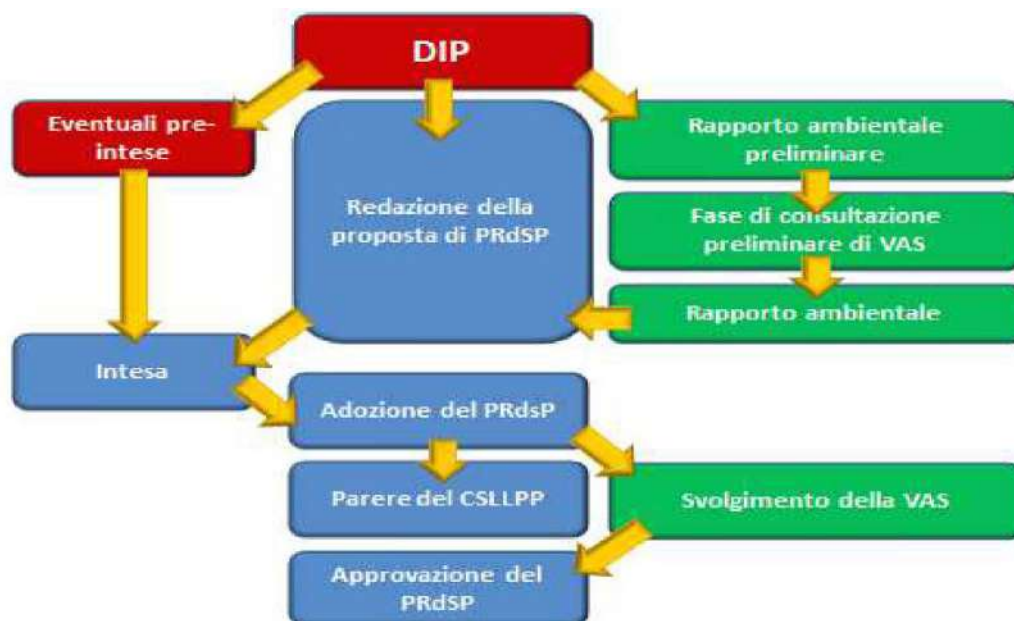 DIP
Eventuali pre-
intese
Redazione della
proposta di PRdSP
Rapporto ambientale
preliminare
Fase di consultazione
preliminare di VAS
Rapporto ambientale
Intesa
Adozione del PRdsP
Parere del CSLLPP
Svolgimento della VAS
Approvazione del
PRdSP